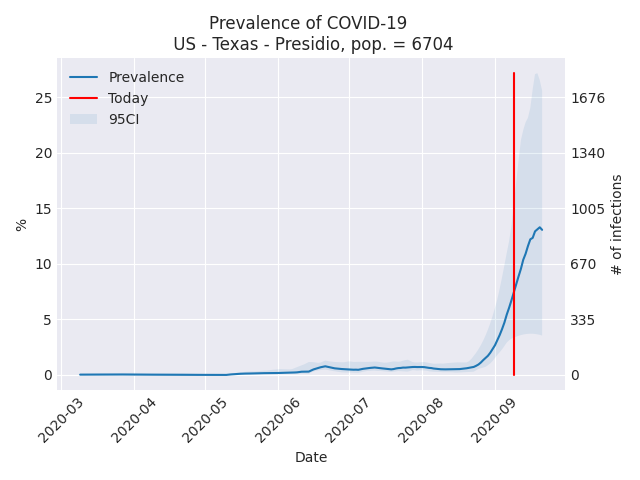 Prevalence of COVID-19
US - Texas - Presidio, pop. = 6704
Prevalence
Today
95CI
25
20
15
10
5
0
%
1676
1340
1005
670
335
0
# of infections
2020-03
2020-04
2020-05
2020-06
2020-07
2020-08
2020-09
Date